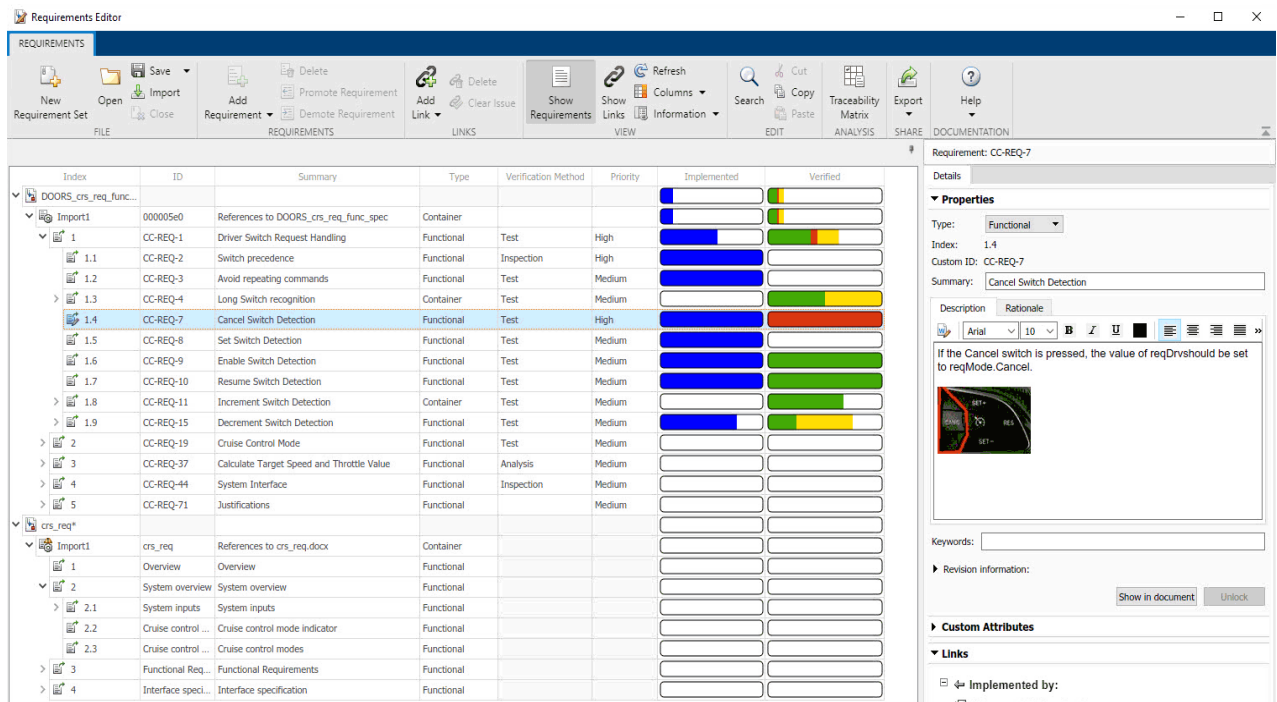 Requirements Editor
REQUIREMENTS
New Requirement Set
Open
Save
Import
Close
FILE
Add Requirement
Delete
Promote Requirement
Demote Requirement
REQUIREMENTS
Add Link
Delete
Clear Issue
LINKS
Show Requirements
Show Links
Refresh
Columns
Information
VIEW
Search
Cut
Copy
Paste
EDIT
Traceability Matrix
ANALYSIS
Export
SHARE
Help
DOCUMENTATION
Index ID Summary Type Verification Method Priority Implemented Verified
DOORS_crs_req_func...
Import1 000005e0 References to DOORS_crs_req_func_spec Container
1 CC-REQ-1 Driver Switch Request Handling Functional Test High
1.1 CC-REQ-2 Switch precedence Functional Inspection High
1.2 CC-REQ-3 Avoid repeating commands Functional Test Medium
1.3 CC-REQ-4 Long Switch recognition Container Test Medium
1.4 CC-REQ-7 Cancel Switch Detection Functional Test High
1.5 CC-REQ-8 Set Switch Detection Functional Test Medium
1.6 CC-REQ-9 Enable Switch Detection Functional Test Medium
1.7 CC-REQ-10 Resume Switch Detection Functional Test Medium
1.8 CC-REQ-11 Increment Switch Detection Container Test Medium
1.9 CC-REQ-15 Decrement Switch Detection Functional Test Medium
2 CC-REQ-19 Cruise Control Mode Functional Test Medium
3 CC-REQ-37 Calculate Target Speed and Throttle Value Functional Analysis Medium
4 CC-REQ-44 System Interface Functional Inspection Medium
5 CC-REQ-71 Justifications Functional Medium
crs_req*
Import1 crs_req References to crs_req.docx Container
1 Overview Overview Functional
2 System overview System overview Functional
2.1 System inputs System inputs Functional
2.2 Cruise control ... Cruise control mode indicator Functional
2.3 Cruise control ... Cruise control modes Functional
3 Functional Req... Functional Requirements Functional
4 Interface speci... Interface specification Functional
Requirement: CC-REQ-7
Details
Properties
Type: Functional
Index: 1.4
Custom ID: CC-REQ-7
Summary: Cancel Switch Detection
Description Rationale
Arial 10 B I U »
If the Cancel switch is pressed, the value of reqDrvshould be set
to reqMode.Cancel.
SET+
CANC RES
SET-
Keywords:
Revision information:
Show in document Unlock
Custom Attributes
Links
Implemented by: